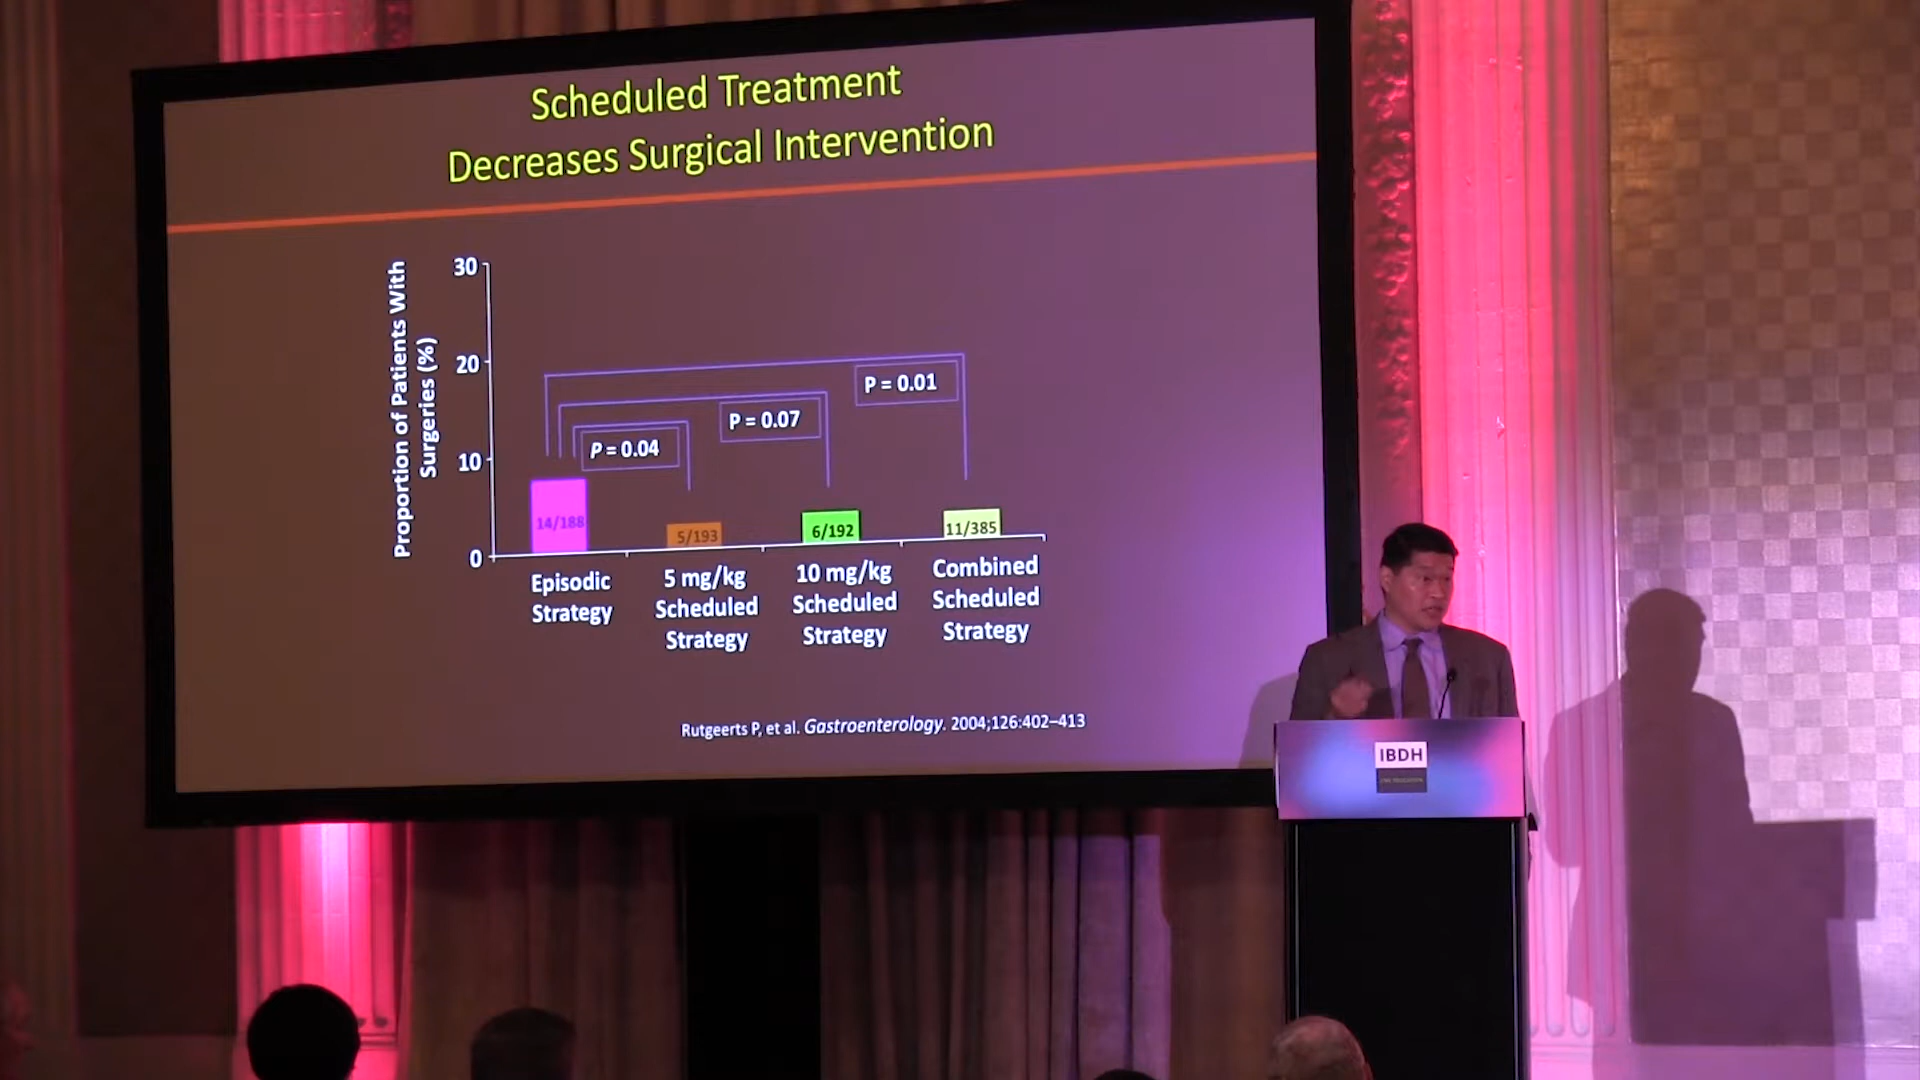 Scheduled Treatment
Decreases Surgical Intervention
Proportion of Patients With
Surgeries (%)
30
20
10
0
P = 0.01
P = 0.07
P = 0.04
14/188
5/193
6/192
11/385
Episodic
Strategy
5 mg/kg
Scheduled
Strategy
10 mg/kg
Scheduled
Strategy
Combined
Scheduled
Strategy
Rutgeerts P, et al. Gastroenterology. 2004;126:402–413
IBDH